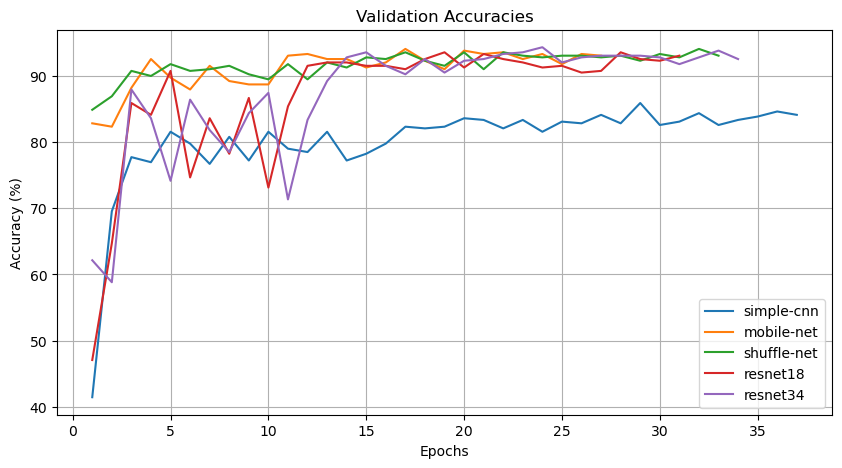 Validation Accuracies
Accuracy (%)
90
80
70
60
50
40
0 5 10 15 20 25 30 35
Epochs
simple-cnn
mobile-net
shuffle-net
resnet18
resnet34